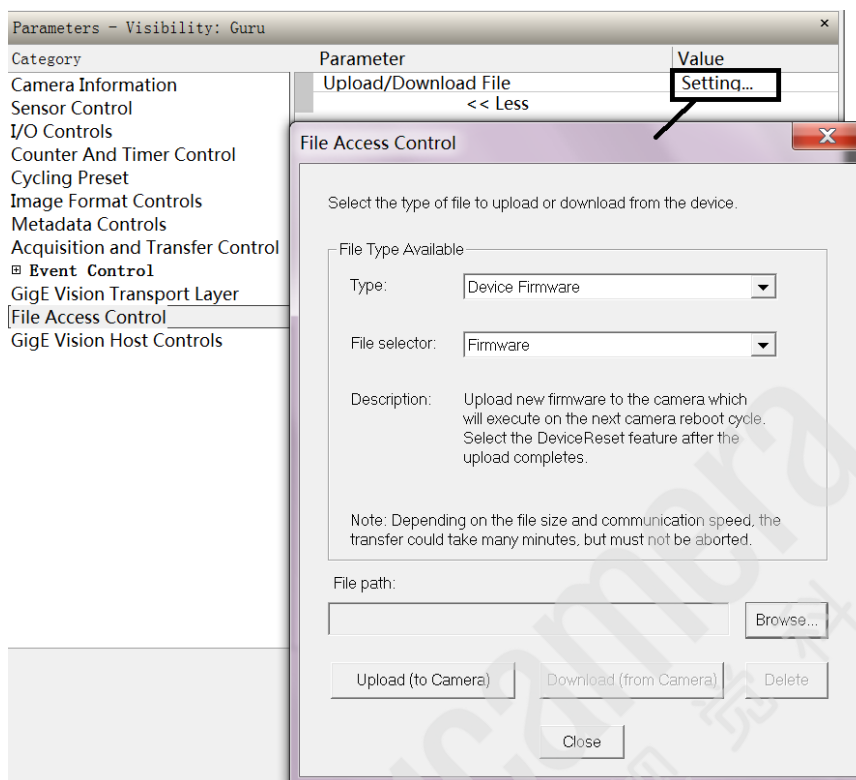 Parameters - Visibility: Guru
×
Category
Parameter
Value
Camera Information
Upload/Download File
Setting...
Sensor Control
<< Less
I/O Controls
Counter And Timer Control
Cycling Preset
Image Format Controls
Metadata Controls
Acquisition and Transfer Control
Event Control
GigE Vision Transport Layer
File Access Control
GigE Vision Host Controls
File Access Control
X
Select the type of file to upload or download from the device.
File Type Available
Type:
Device Firmware
File selector:
Firmware
Description:
Upload new firmware to the camera which
will execute on the next camera reboot cycle.
Select the DeviceReset feature after the
upload completes.
Note: Depending on the file size and communication speed, the
transfer could take many minutes, but must not be aborted.
File path:
Browse...
Upload (to Camera)
Download (from Camera)
Delete
Close
camera
觉科